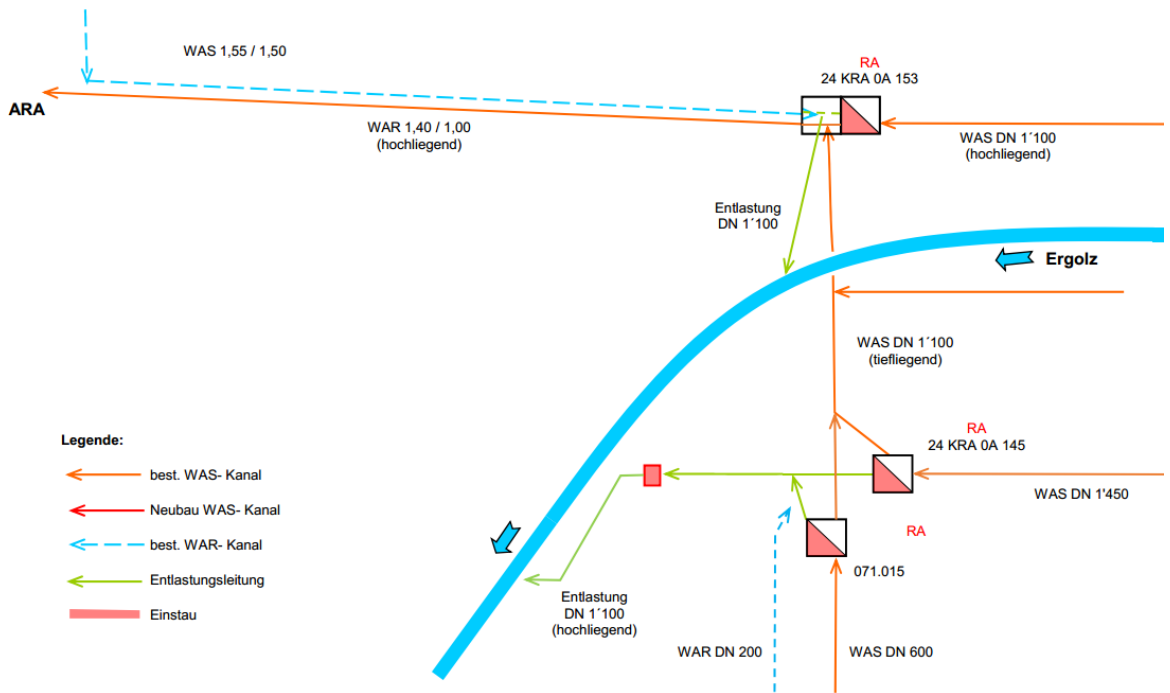 WAS 1,55 / 1,50
RA
24 KRA 0A 153
ARA
WAR 1,40 / 1,00
(hochliegend)
WAS DN 1´100
(hochliegend)
Entlastung
DN 1´100
Ergolz
WAS DN 1´100
(tiefliegend)
Legende:
best. WAS- Kanal
Neubau WAS- Kanal
best. WAR- Kanal
Entlastungsleitung
Einstau
RA
24 KRA 0A 145
WAS DN 1'450
RA
071.015
Entlastung
DN 1´100
(hochliegend)
WAR DN 200
WAS DN 600